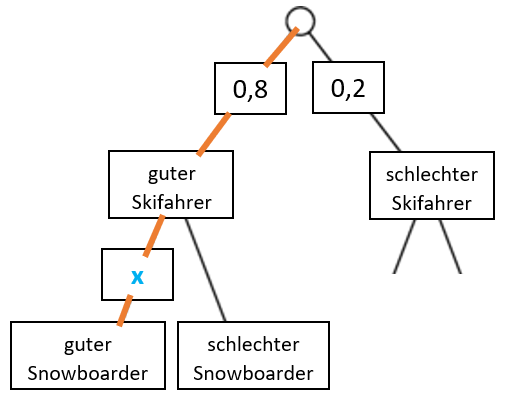 0,8
0,2
guter
Skifahrer
schlechter
Skifahrer
x
guter
Snowboarder
schlechter
Snowboarder